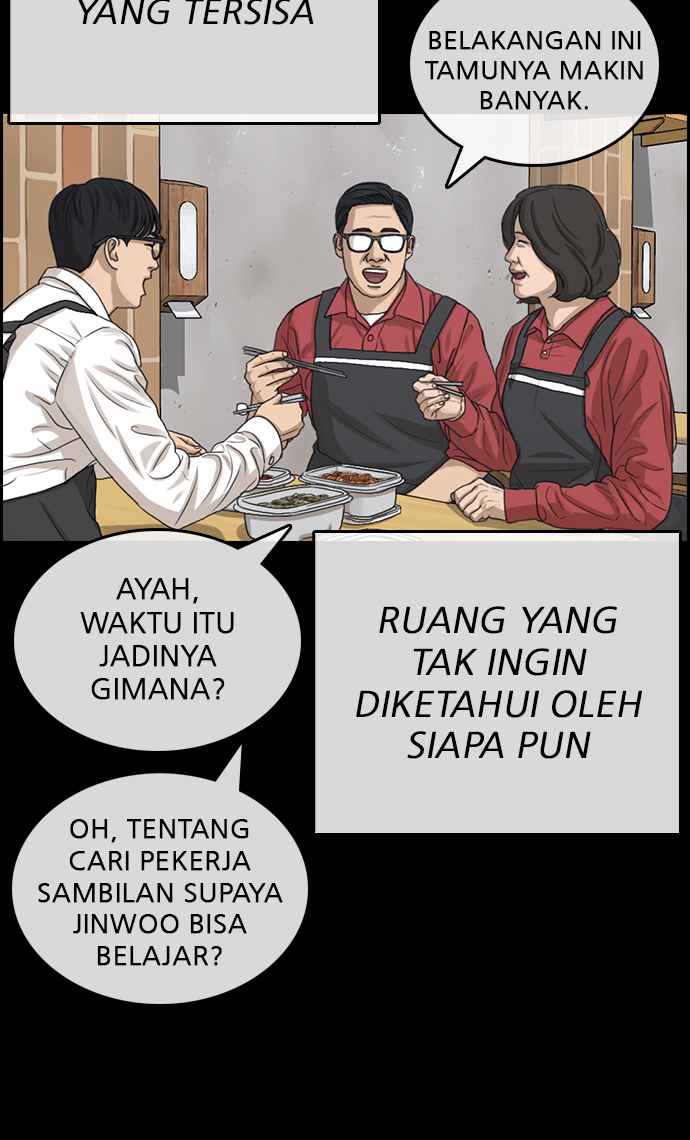 YANG TERSISA
BELAKANGAN INI
TAMUNYA MAKIN
BANYAK.
AYAH,
WAKTU ITU
JADINYA
GIMANA?
RUANG YANG
TAK INGIN
DIKETAHUI OLEH
SIAPA PUN
OH, TENTANG
CARI PEKERJA
SAMBILAN SUPAYA
JINWOO BISA
BELAJAR?